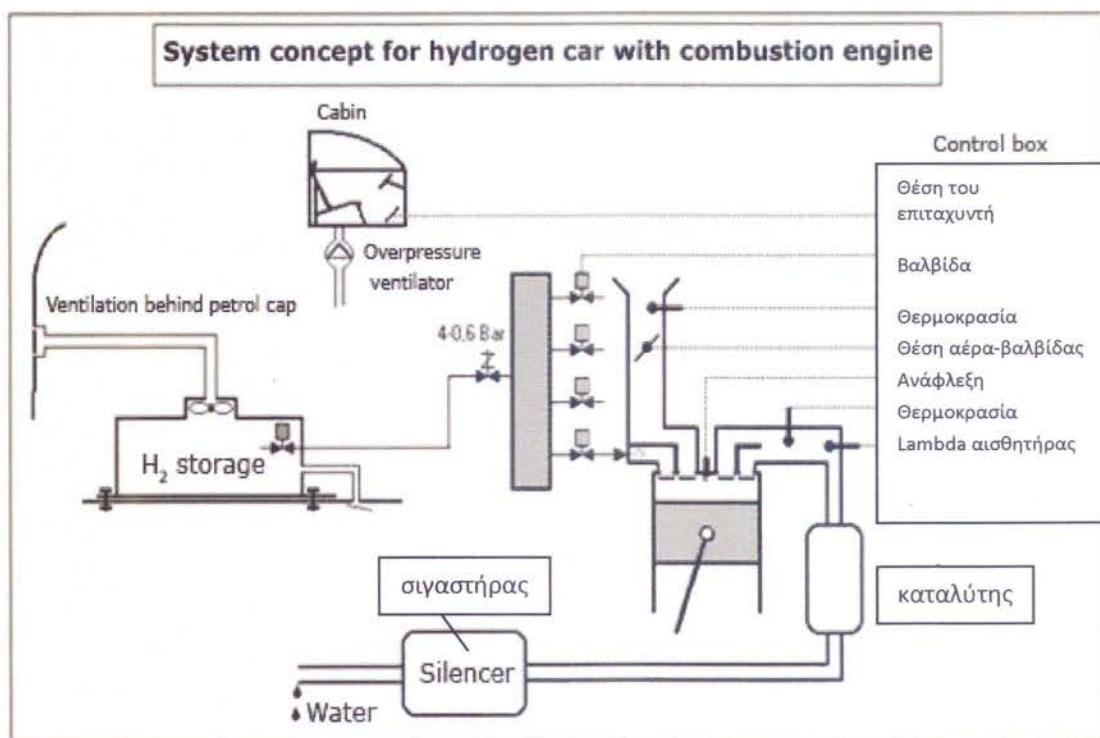 System concept for hydrogen car with combustion engine
Cabin
Control box
Θέση του
επιταχυντή
Overpressure
ventilator
Βαλβίδα
Ventilation behind petrol cap
4-0,6 Bar
Θερμοκρασία
Θέση αέρα-βαλβίδας
Ανάφλεξη
Θερμοκρασία
Lambda αισθητήρας
H₂ storage
σιγαστήρας
καταλύτης
Silencer
Water